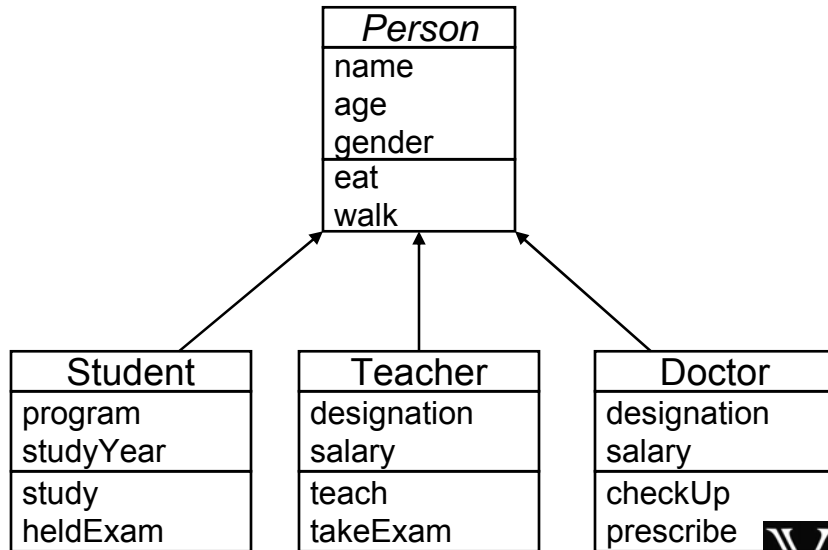 Person
name
age
gender
eat
walk
Student
program
studyYear
study
heldExam
Teacher
designation
salary
teach
takeExam
Doctor
designation
salary
checkUp
prescribe